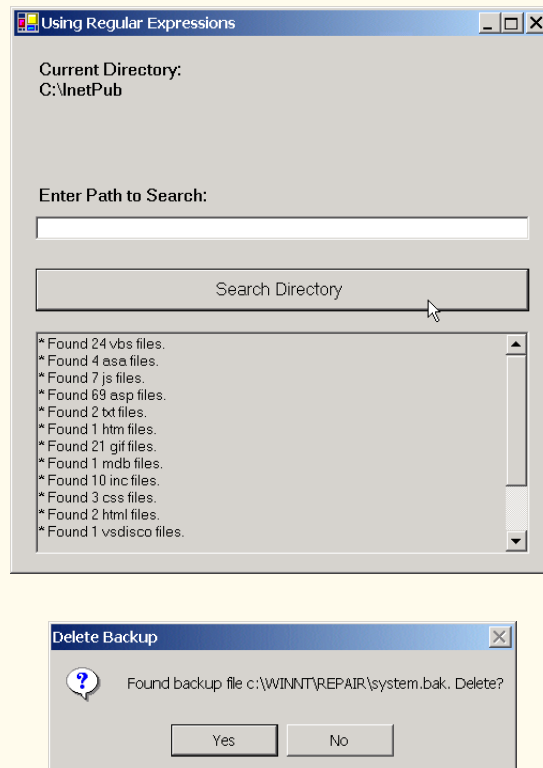 Using Regular Expressions
Current Directory:
C:\InetPub
Enter Path to Search:
Search Directory
* Found 24 vbs files.
* Found 4 asa files.
* Found 7 js files.
* Found 69 asp files.
* Found 2 txt files.
* Found 1 htm files.
* Found 21 gif files.
* Found 1 mdb files.
* Found 10 inc files.
* Found 3 css files.
* Found 2 html files.
* Found 1 vsdisco files.
Delete Backup
Found backup file c:\WINNT\REPAIR\system.bak. Delete?
Yes
No